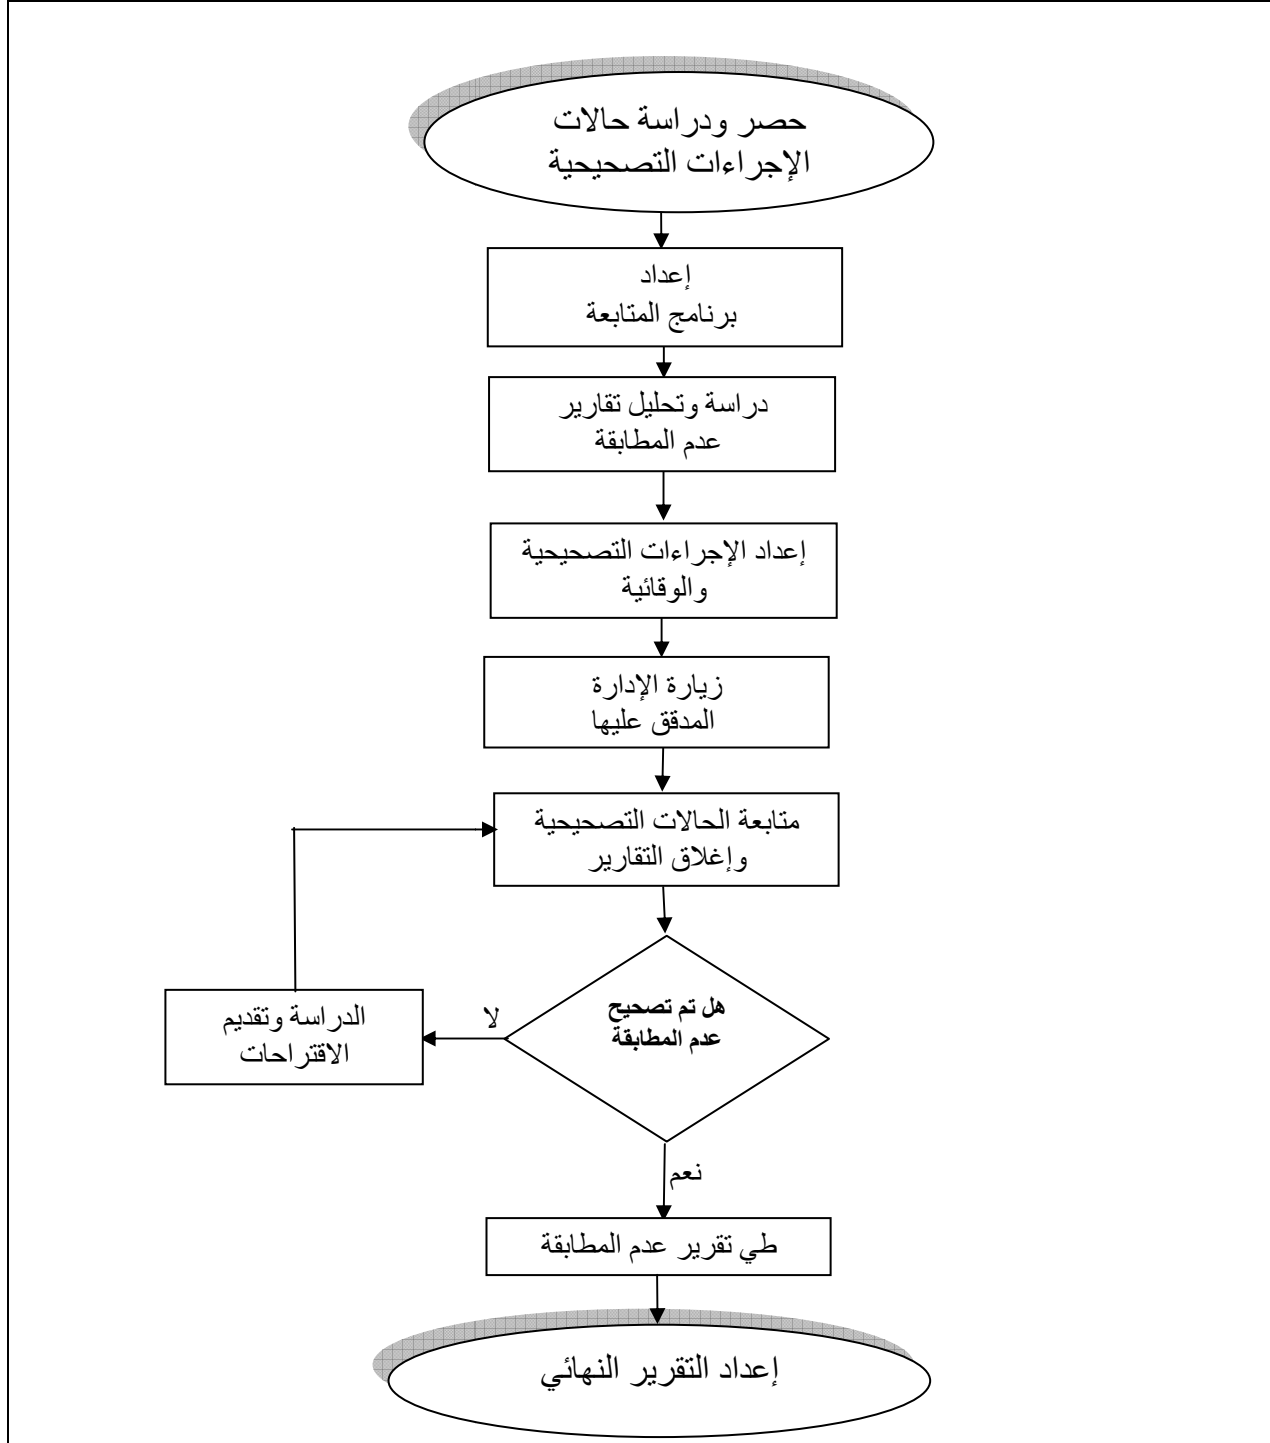 حصر ودراسة حالات
الإجراءات التصحيحية
إعداد
برنامج المتابعة
دراسة وتحليل تقارير
عدم المطابقة
إعداد الإجراءات التصحيحية
والوقائية
زيارة الإدارة
المدقق عليها
متابعة الحالات التصحيحية
وإغلاق التقارير
هل تم تصحيح
عدم المطابقة
لا
الدراسة وتقديم
الاقتراحات
نعم
طي تقرير عدم المطابقة
إعداد التقرير النهائي